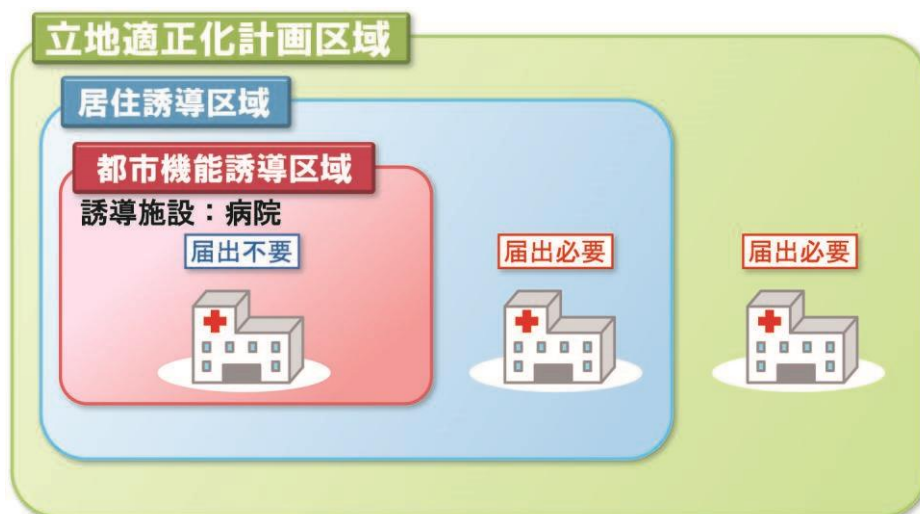 立地適正化計画区域
居住誘導区域
都市機能誘導区域
誘導施設：病院
届出不要
届出必要
届出必要